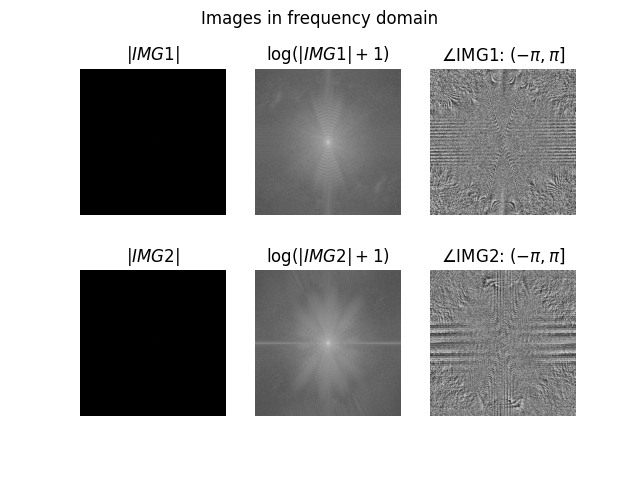 Images in frequency domain
|IMG1|
log(|IMG1| + 1)
∠IMG1: (−π, π]
|IMG2|
log(|IMG2| + 1)
∠IMG2: (−π, π]